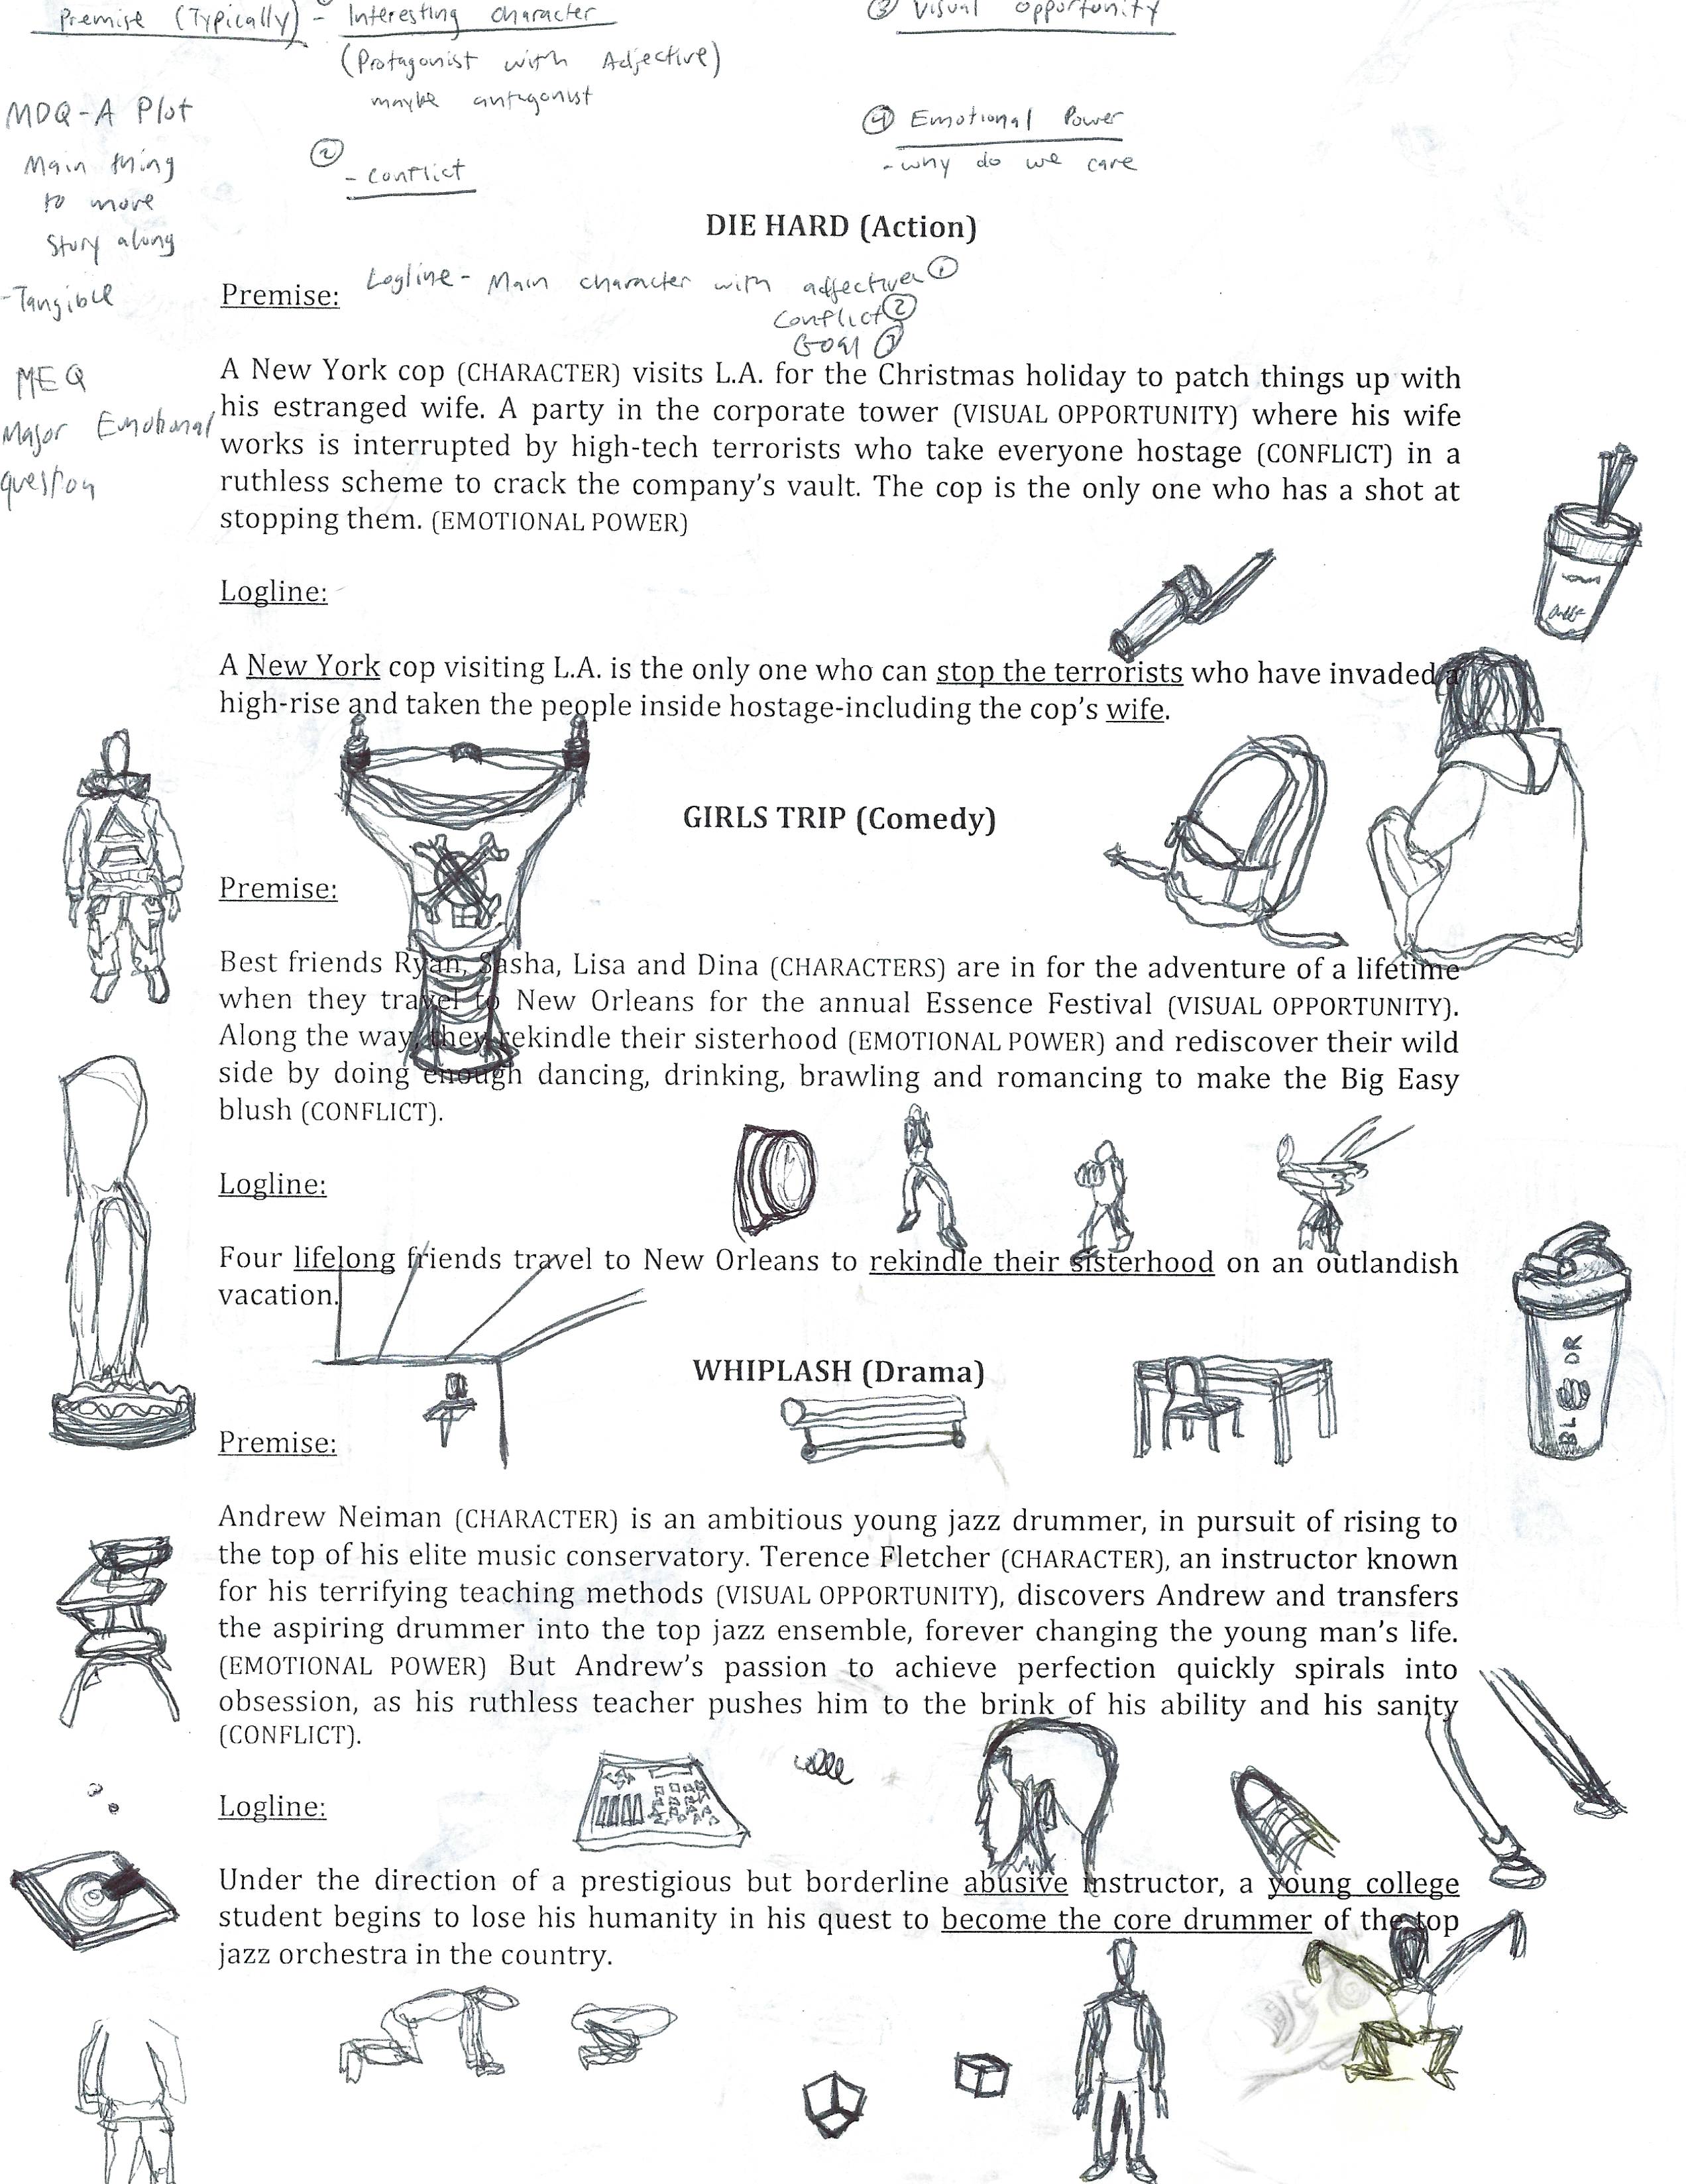 Premise (Typically) - Interesting character
(Protagonist with Adjective)
maybe antagonist
② - conflict
③ Visual opportunity
④ Emotional Power
- why do we care
MDQ-A Plot
Main thing
to move
story along
-Tangible
MEQ
Major Emotional
question
DIE HARD (Action)
Premise:
Logline - Main character with adjective ①
Conflict ②
Goal ③
A New York cop (CHARACTER) visits L.A. for the Christmas holiday to patch things up with
his estranged wife. A party in the corporate tower (VISUAL OPPORTUNITY) where his wife
works is interrupted by high-tech terrorists who take everyone hostage (CONFLICT) in a
ruthless scheme to crack the company's vault. The cop is the only one who has a shot at
stopping them. (EMOTIONAL POWER)
Logline:
A New York cop visiting L.A. is the only one who can stop the terrorists who have invaded a
high-rise and taken the people inside hostage-including the cop's wife.
GIRLS TRIP (Comedy)
Premise:
Best friends Ryan, Sasha, Lisa and Dina (CHARACTERS) are in for the adventure of a lifetime
when they travel to New Orleans for the annual Essence Festival (VISUAL OPPORTUNITY).
Along the way, they rekindle their sisterhood (EMOTIONAL POWER) and rediscover their wild
side by doing enough dancing, drinking, brawling and romancing to make the Big Easy
blush (CONFLICT).
Logline:
Four lifelong friends travel to New Orleans to rekindle their sisterhood on an outlandish
vacation.
WHIPLASH (Drama)
Premise:
Andrew Neiman (CHARACTER) is an ambitious young jazz drummer, in pursuit of rising to
the top of his elite music conservatory. Terence Fletcher (CHARACTER), an instructor known
for his terrifying teaching methods (VISUAL OPPORTUNITY), discovers Andrew and transfers
the aspiring drummer into the top jazz ensemble, forever changing the young man's life.
(EMOTIONAL POWER) But Andrew's passion to achieve perfection quickly spirals into
obsession, as his ruthless teacher pushes him to the brink of his ability and his sanity
(CONFLICT).
Logline:
Under the direction of a prestigious but borderline abusive instructor, a young college
student begins to lose his humanity in his quest to become the core drummer of the top
jazz orchestra in the country.